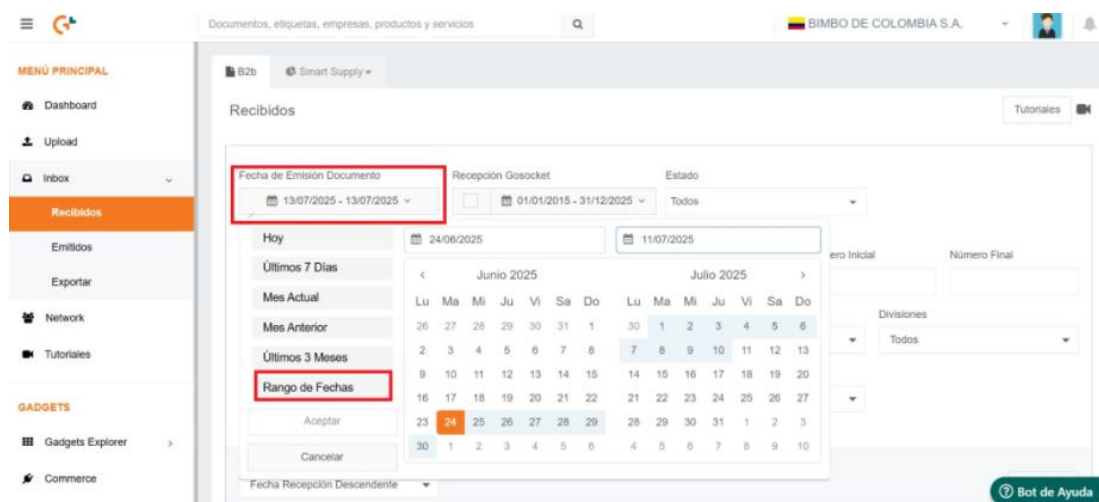 Documentos, etiquetas, empresas, productos y servicios
BIMBO DE COLOMBIA S.A.
MENÚ PRINCIPAL
Dashboard
Upload
Inbox
Recibidos
Emitidos
Exportar
Network
Tutoriales
GADGETS
Gadgets Explorer
Commerce
B2b
Smart Supply
Recibidos
Tutoriales
Fecha de Emisión Documento
Recepción Gosocket
Estado
13/07/2025 - 13/07/2025
01/01/2015 - 31/12/2025
Todos
Hoy
Últimos 7 Días
Mes Actual
Mes Anterior
Últimos 3 Meses
Rango de Fechas
Aceptar
Cancelar
24/06/2025
11/07/2025
Junio 2025
Lu Ma Mi Ju Vi Sa Do
26 27 28 29 30 31 1
2 3 4 5 6 7 8
9 10 11 12 13 14 15
16 17 18 19 20 21 22
23 24 25 26 27 28 29
30 1 2 3 4 5 6
Julio 2025
Lu Ma Mi Ju Vi Sa Do
30 1 2 3 4 5 6
7 8 9 10 11 12 13
14 15 16 17 18 19 20
21 22 23 24 25 26 27
28 29 30 31 1 2 3
4 5 6 7 8 9 10
ero Inicial
Número Final
Divisiones
Todos
Fecha Recepción Descendente
Bot de Ayuda